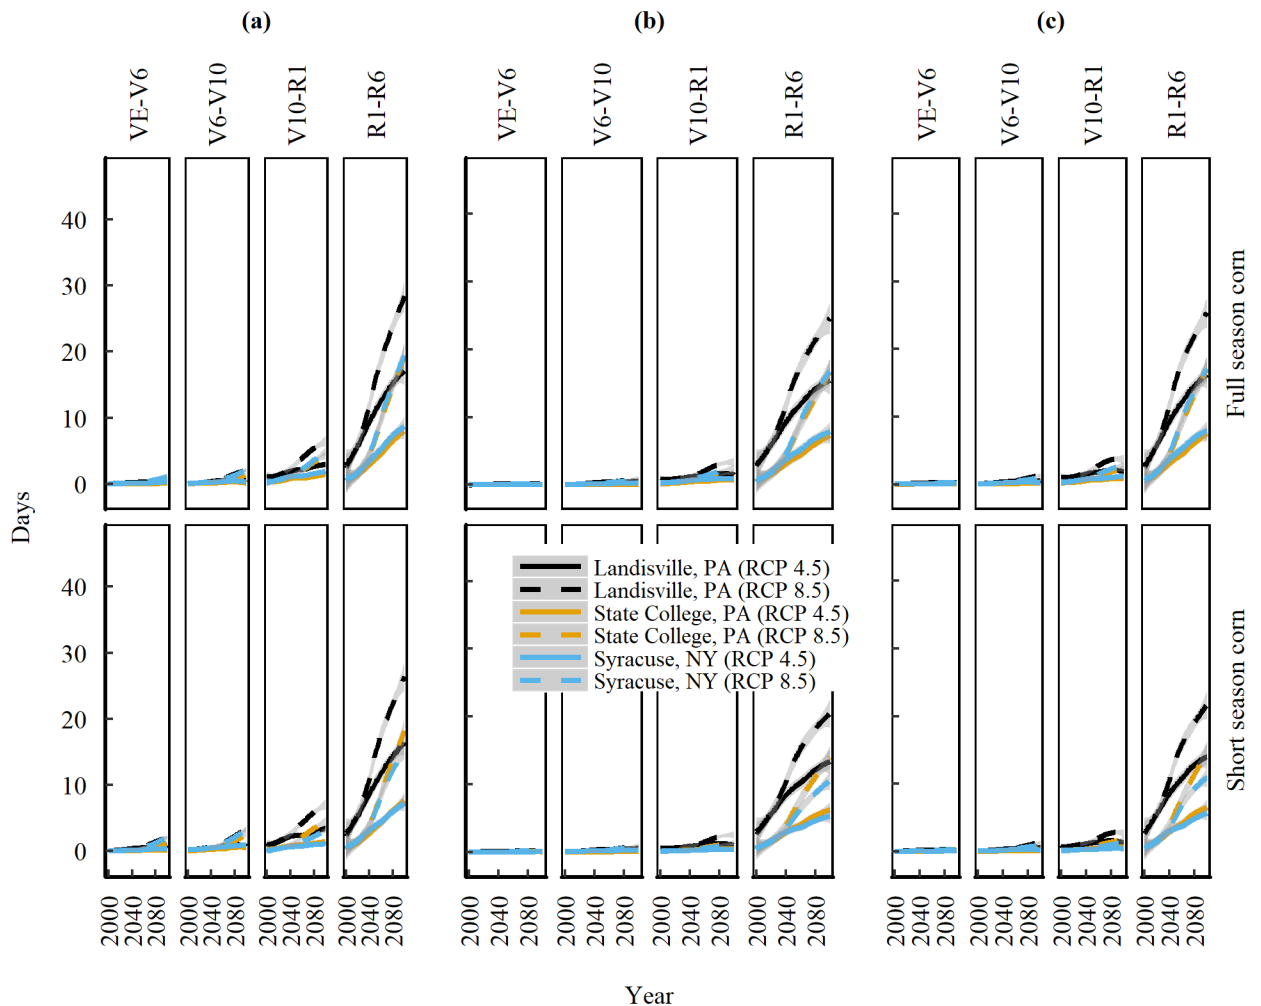 (a) (b) (c)
VE-V6 V6-V10 V10-R1 R1-R6 VE-V6 V6-V10 V10-R1 R1-R6 VE-V6 V6-V10 V10-R1 R1-R6
40
30
20
10
0
Full season corn
Days
40
30
20
10
0
Short season corn
Landisville, PA (RCP 4.5)
Landisville, PA (RCP 8.5)
State College, PA (RCP 4.5)
State College, PA (RCP 8.5)
Syracuse, NY (RCP 4.5)
Syracuse, NY (RCP 8.5)
2000 2040 2080 2000 2040 2080 2000 2040 2080 2000 2040 2080 2000 2040 2080 2000 2040 2080 2000 2040 2080 2000 2040 2080 2000 2040 2080 2000 2040 2080 2000 2040 2080 2000 2040 2080
Year